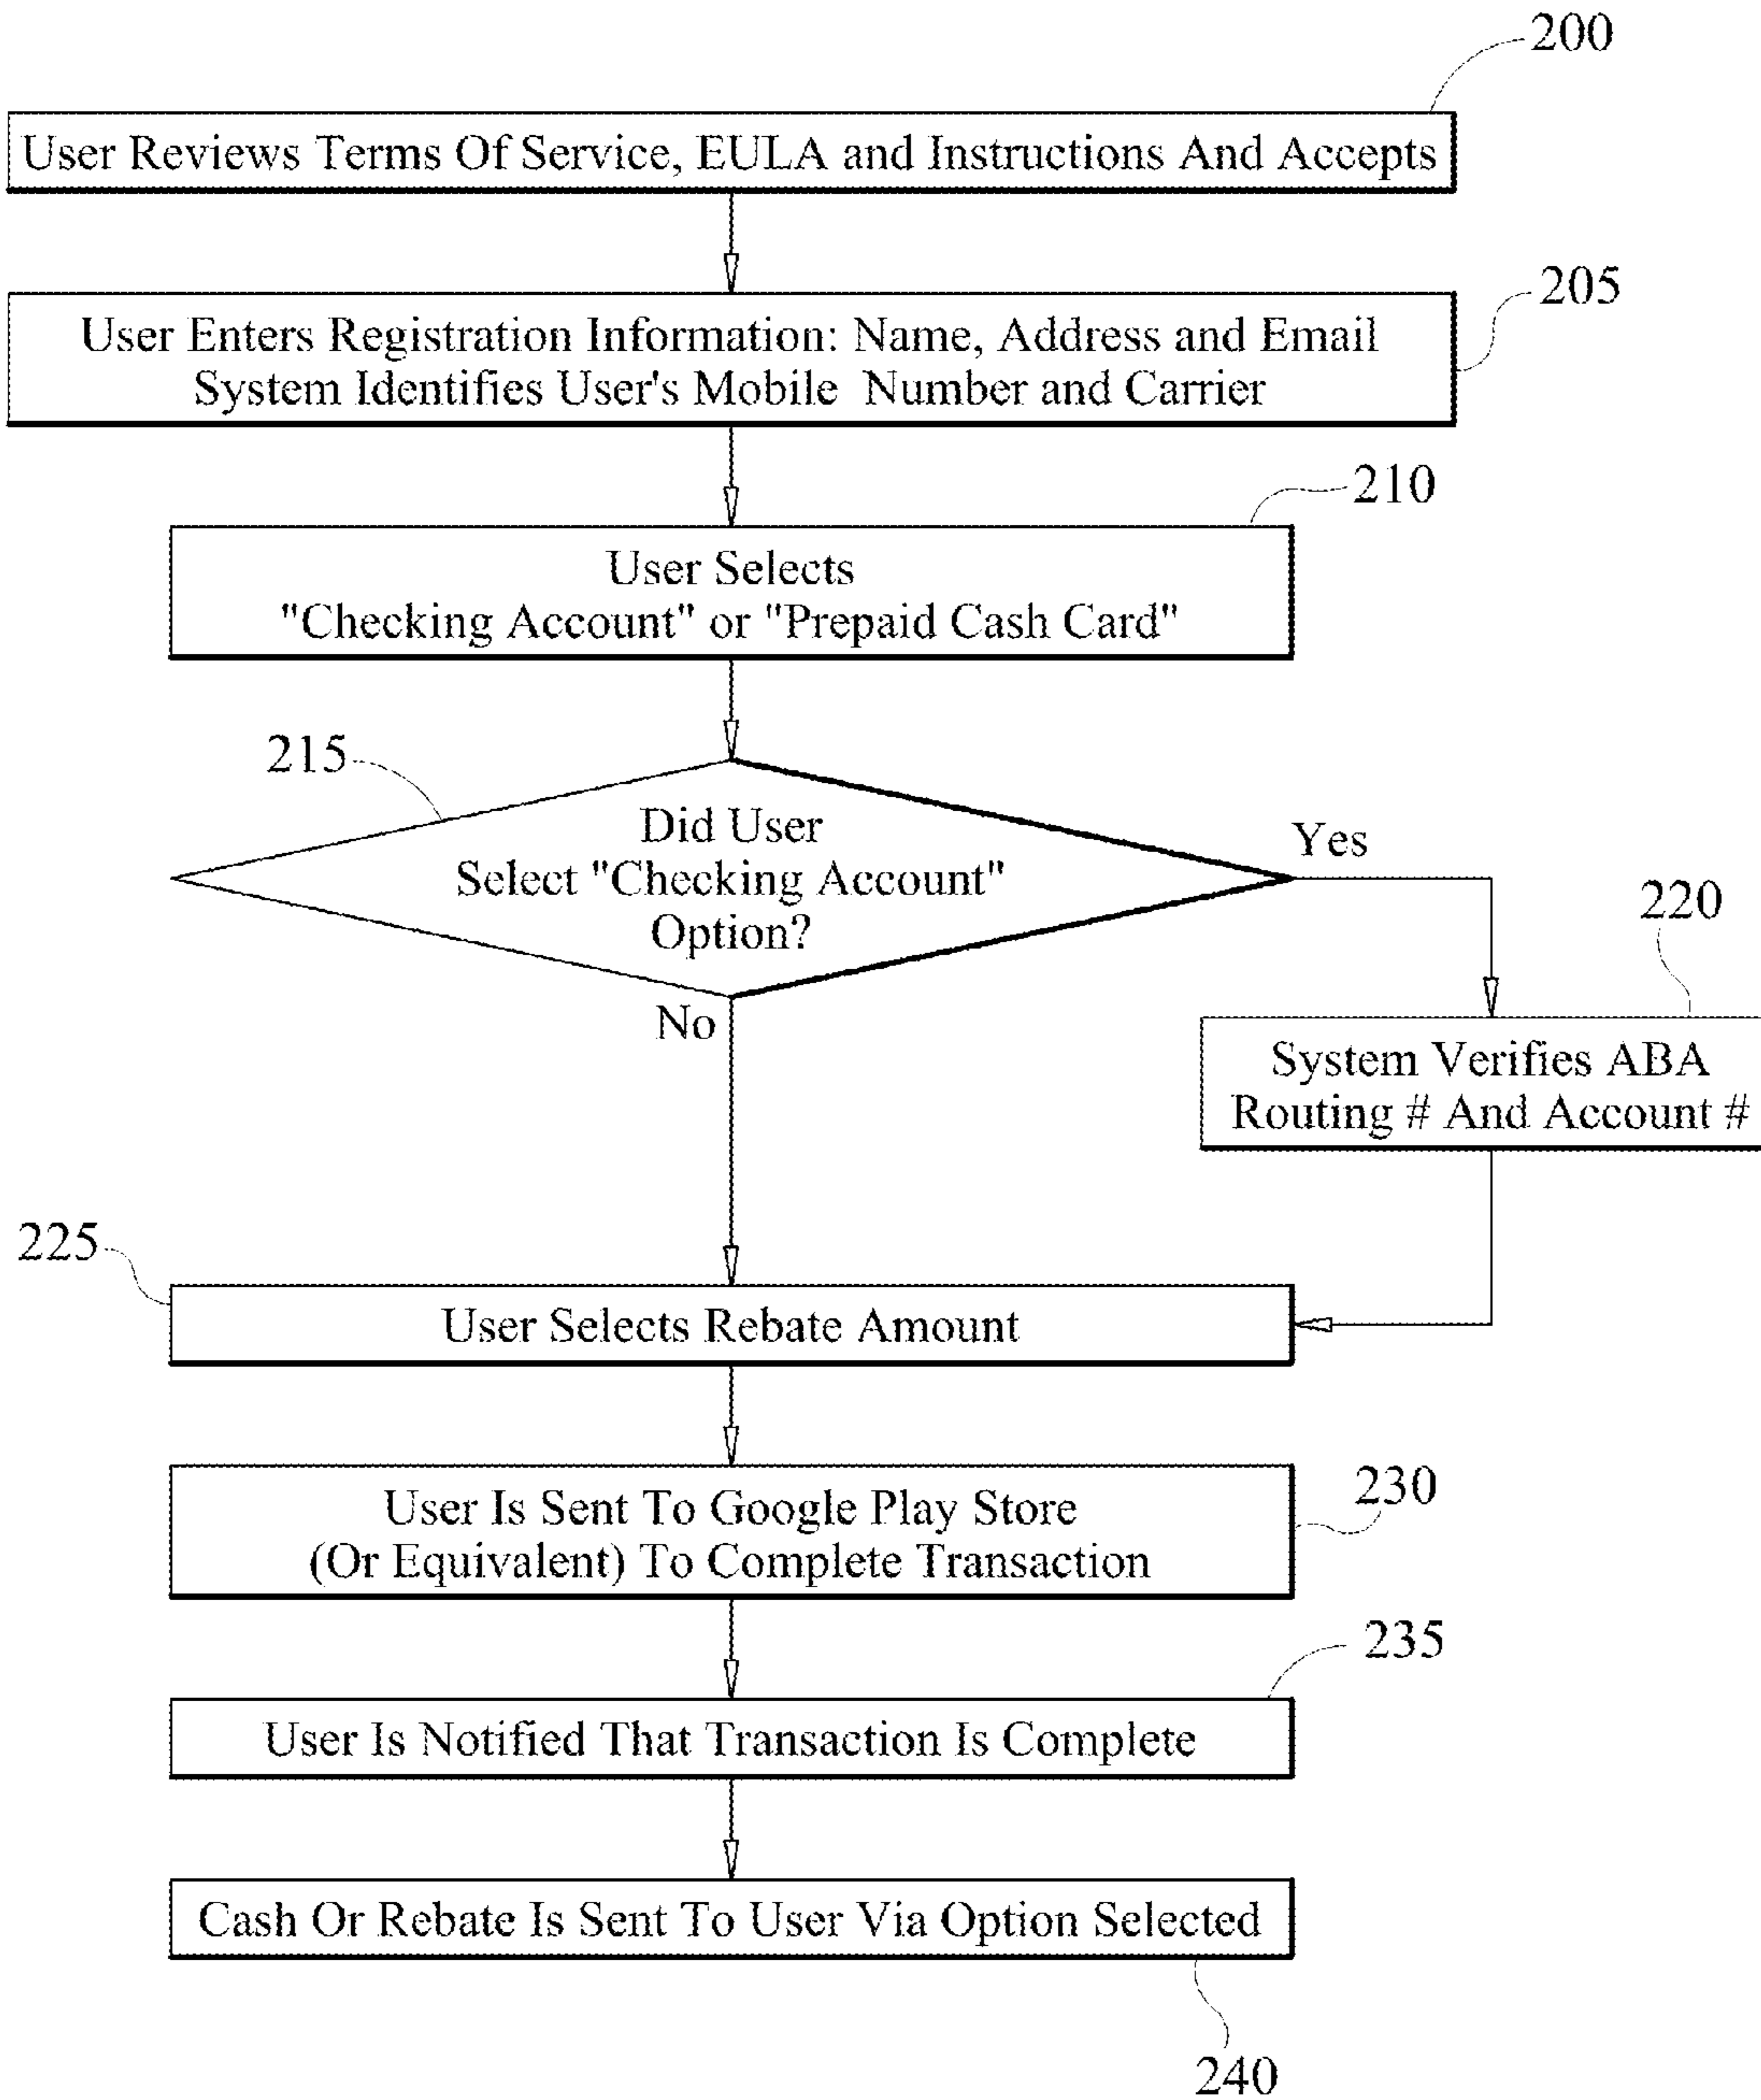 200
User Reviews Terms Of Service, EULA and Instructions And Accepts
205
User Enters Registration Information: Name, Address and Email
System Identifies User's Mobile Number and Carrier
210
User Selects
"Checking Account" or "Prepaid Cash Card"
215
Did User
Select "Checking Account"
Option?
Yes
No
220
System Verifies ABA
Routing # And Account #
225
User Selects Rebate Amount
230
User Is Sent To Google Play Store
(Or Equivalent) To Complete Transaction
235
User Is Notified That Transaction Is Complete
Cash Or Rebate Is Sent To User Via Option Selected
240